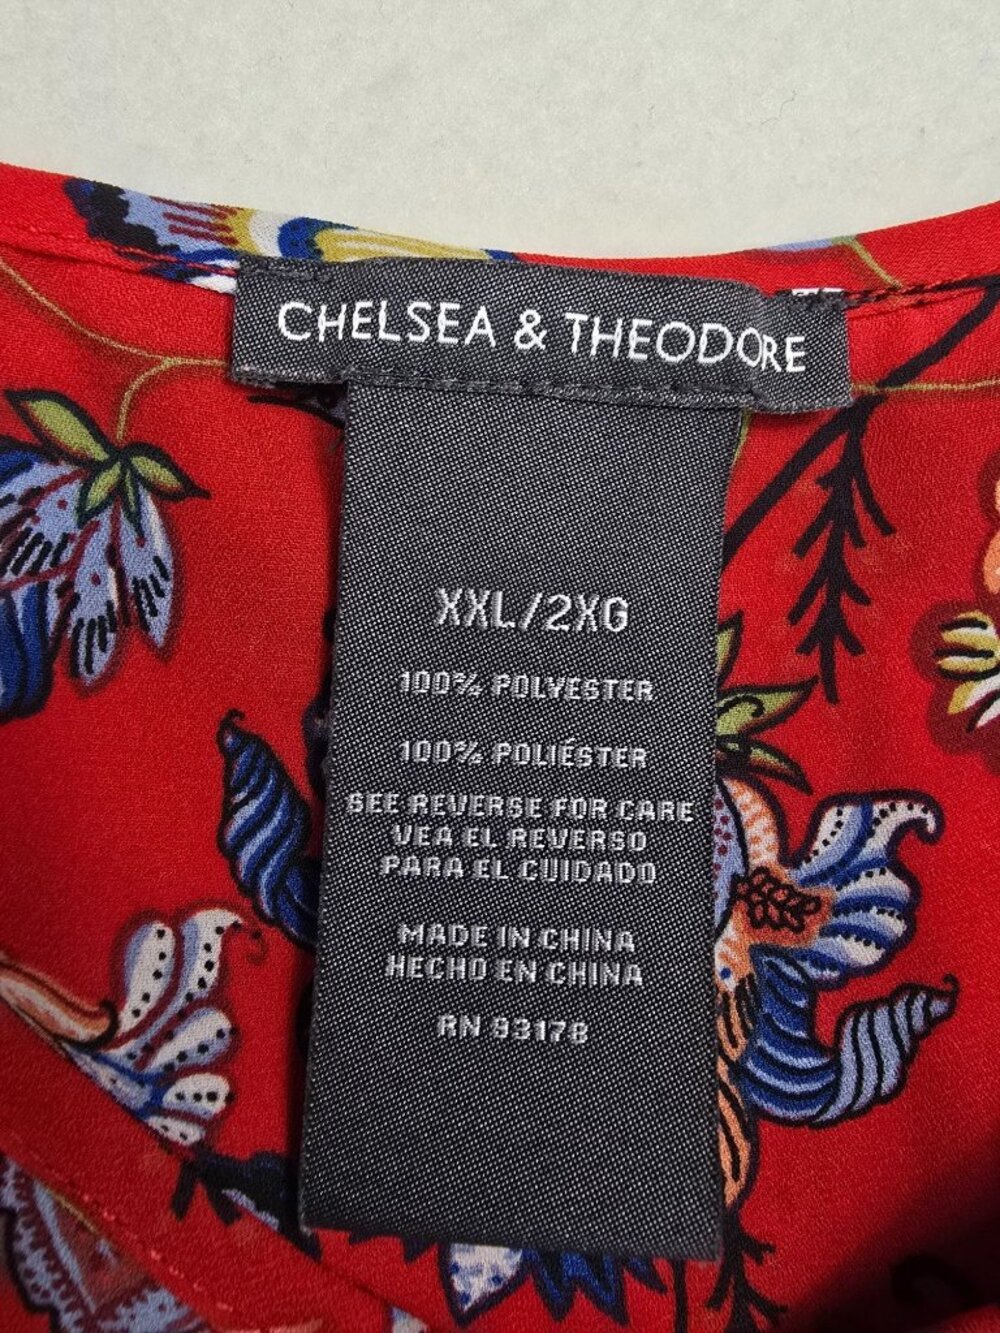 CHELSEA & THEODORE
XXL/2XG
100% POLYESTER
100% POLIÉSTER
SEE REVERSE FOR CARE
VEA EL REVERSO
PARA EL CUIDADO
MADE IN CHINA
HECHO EN CHINA
RN 93178